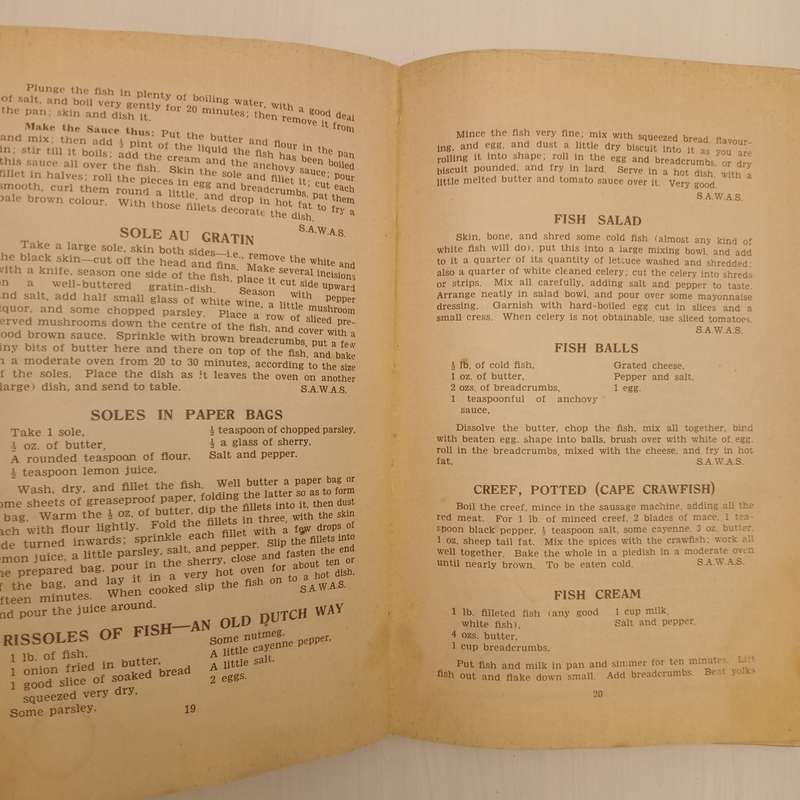 Plunge the fish in plenty of boiling water, with a good deal
of salt, and boil very gently for 20 minutes; then remove it from
the pan; skin and dish it.
Make the Sauce thus: Put the butter and flour in the pan
and mix; then add ½ pint of the liquid the fish has been boiled
in; stir till it boils; add the cream and the anchovy sauce; pour
this sauce all over the fish. Skin the sole and fillet it; cut each
fillet in halves; roll the pieces in egg and breadcrumbs, pat them
smooth, curl them round a little, and drop in hot fat to fry a
pale brown colour. With those fillets decorate the dish.
S.A.W.A.S.
SOLE AU GRATIN
Take a large sole, skin both sides—i.e., remove the white and
the black skin—cut off the head and fins. Make several incisions
with a knife, season one side of the fish, place it cut side upward
on a well-buttered gratin-dish. Season with pepper
nd salt, add half small glass of white wine, a little mushroom
iquor, and some chopped parsley. Place a row of sliced pre-
erved mushrooms down the centre of the fish, and cover with a
ood brown sauce. Sprinkle with brown breadcrumbs, put a few
iny bits of butter here and there on top of the fish, and bake
n a moderate oven from 20 to 30 minutes, according to the size
f the soles. Place the dish as it leaves the oven on another
large) dish, and send to table. S.A.W.A.S.
SOLES IN PAPER BAGS
Take 1 sole,
½ oz. of butter,
A rounded teaspoon of flour,
½ teaspoon lemon juice,
½ teaspoon of chopped parsley,
½ a glass of sherry,
Salt and pepper.
Wash, dry, and fillet the fish. Well butter a paper bag or
ome sheets of greaseproof paper, folding the latter so as to form
bag. Warm the ½ oz. of butter, dip the fillets into it, then dust
ach with flour lightly. Fold the fillets in three, with the skin
de turned inwards; sprinkle each fillet with a few drops of
mon juice, a little parsley, salt, and pepper. Slip the fillets into
he prepared bag, pour in the sherry, close and fasten the end
f the bag, and lay it in a very hot oven for about ten or
fteen minutes. When cooked slip the fish on to a hot dish,
nd pour the juice around. S.A.W.A.S.
RISSOLES OF FISH—AN OLD DUTCH WAY
1 lb. of fish,
1 onion fried in butter,
1 good slice of soaked bread
squeezed very dry,
Some parsley,
Some nutmeg,
A little cayenne pepper,
A little salt,
2 eggs.
19
Mince the fish very fine; mix with squeezed bread, flavour-
ing, and egg, and dust a little dry biscuit into it as you are
rolling it into shape; roll in the egg and breadcrumbs, or dry
biscuit pounded, and fry in lard. Serve in a hot dish, with a
little melted butter and tomato sauce over it. Very good.
S.A.W.A.S.
FISH SALAD
Skin, bone, and shred some cold fish (almost any kind of
white fish will do), put this into a large mixing bowl, and add
to it a quarter of its quantity of lettuce washed and shredded;
also a quarter of white cleaned celery; cut the celery into shreds
or strips. Mix all carefully, adding salt and pepper to taste.
Arrange neatly in salad bowl, and pour over some mayonnaise
dressing. Garnish with hard-boiled egg cut in slices and a
small cress. When celery is not obtainable, use sliced tomatoes.
S.A.W.A.S.
FISH BALLS
½ lb. of cold fish,
1 oz. of butter,
2 ozs. of breadcrumbs,
1 teaspoonful of anchovy
sauce,
Grated cheese,
Pepper and salt,
1 egg.
Dissolve the butter, chop the fish, mix all together, bind
with beaten egg, shape into balls, brush over with white of egg,
roll in the breadcrumbs, mixed with the cheese, and fry in hot
fat. S.A.W.A.S.
CREEF, POTTED (CAPE CRAWFISH)
Boil the creef, mince in the sausage machine, adding all the
red meat. For 1 lb. of minced creef, 2 blades of mace, 1 tea-
spoon black pepper, ½ teaspoon salt, some cayenne, 3 oz. butter,
1 oz. sheep tail fat. Mix the spices with the crawfish; work all
well together. Bake the whole in a piedish in a moderate oven
until nearly brown. To be eaten cold. S.A.W.A.S.
FISH CREAM
1 lb. filleted fish (any good
white fish),
4 ozs. butter,
1 cup breadcrumbs,
1 cup milk,
Salt and pepper.
Put fish and milk in pan and simmer for ten minutes. Lift
fish out and flake down small. Add breadcrumbs. Beat yolks
20